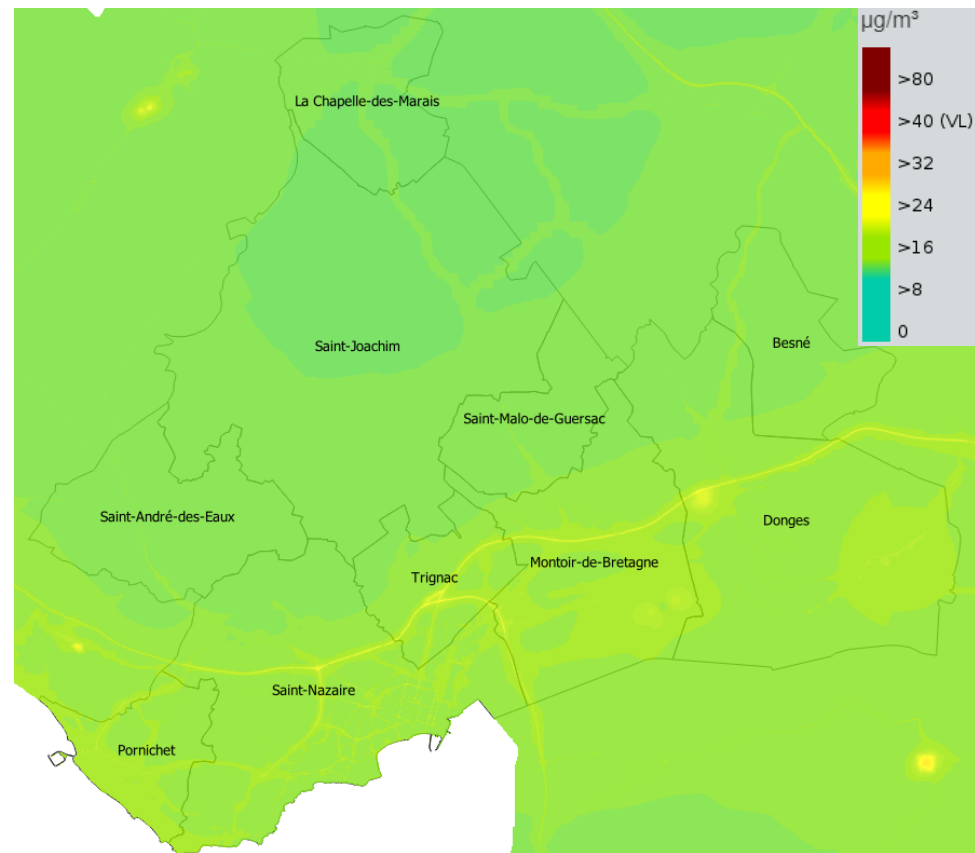 µg/m³
>80
>40 (VL)
>32
>24
>16
>8
0
La Chapelle-des-Marais
Saint-Joachim
Besné
Saint-Malo-de-Guersac
Saint-André-des-Eaux
Donges
Montoir-de-Bretagne
Trignac
Saint-Nazaire
Pornichet